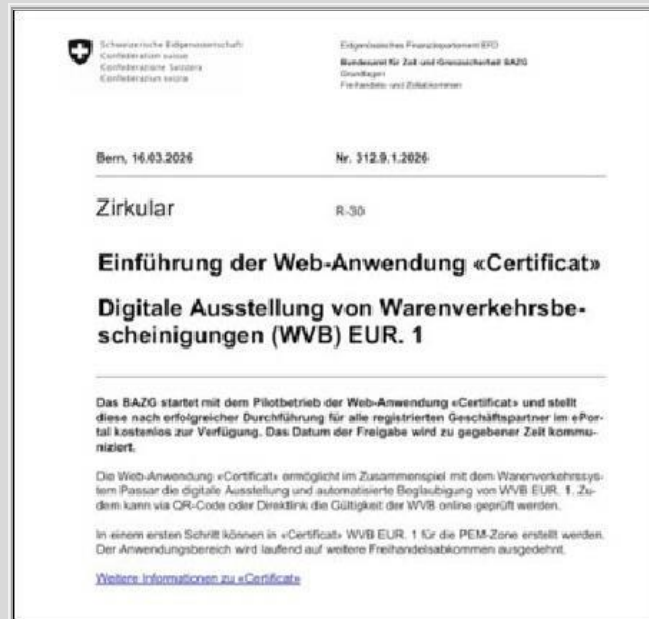 Schweizerische Eidgenossenschaft
Confédération suisse
Confederazione Svizzera
Confederaziun svizra
Eidgenössisches Finanzdepartement EFD
Bundesamt für Zoll und Grenzsicherheit BAZG
Grundlagen
Freihandels- und Zollabkommen
Bern, 16.03.2026
Nr. 312.9.1.2026
Zirkular
R-30
Einführung der Web-Anwendung «Certificat»
Digitale Ausstellung von Warenverkehrsbe-
scheinigungen (WVB) EUR. 1
Das BAZG startet mit dem Pilotbetrieb der Web-Anwendung «Certificat» und stellt
diese nach erfolgreicher Durchführung für alle registrierten Geschäftspartner im ePor-
tal kostenlos zur Verfügung. Das Datum der Freigabe wird zu gegebener Zeit kommu-
niziert.
Die Web-Anwendung «Certificat» ermöglicht im Zusammenspiel mit dem Warenverkehrssys-
tem Passar die digitale Ausstellung und automatisierte Beglaubigung von WVB EUR. 1. Zu-
dem kann via QR-Code oder Direktlink die Gültigkeit der WVB online geprüft werden.
In einem ersten Schritt können in «Certificat» WVB EUR. 1 für die PEM-Zone erstellt werden.
Der Anwendungsbereich wird laufend auf weitere Freihandelsabkommen ausgedehnt.
Weitere Informationen zu «Certificat»